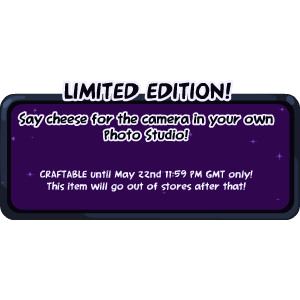 LIMITED EDITION!
Say cheese for the camera in your own
Photo Studio!
CRAFTABLE until May 22nd 11:59 PM GMT only!
This item will go out of stores after that!